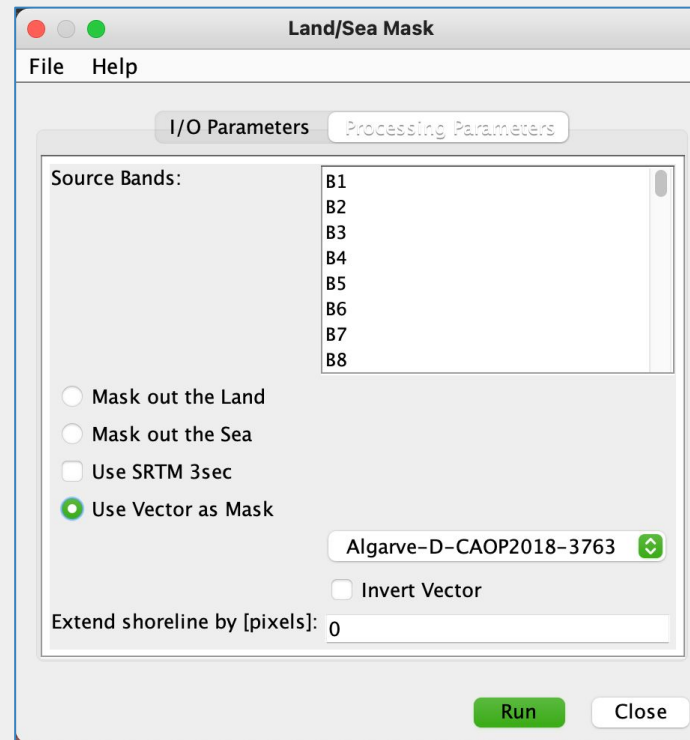 Land/Sea Mask
File Help
I/O Parameters Processing Parameters
Source Bands:
B1
B2
B3
B4
B5
B6
B7
B8
Mask out the Land
Mask out the Sea
Use SRTM 3sec
Use Vector as Mask
Algarve-D-CAOP2018-3763
Invert Vector
Extend shoreline by [pixels]: 0
Run Close